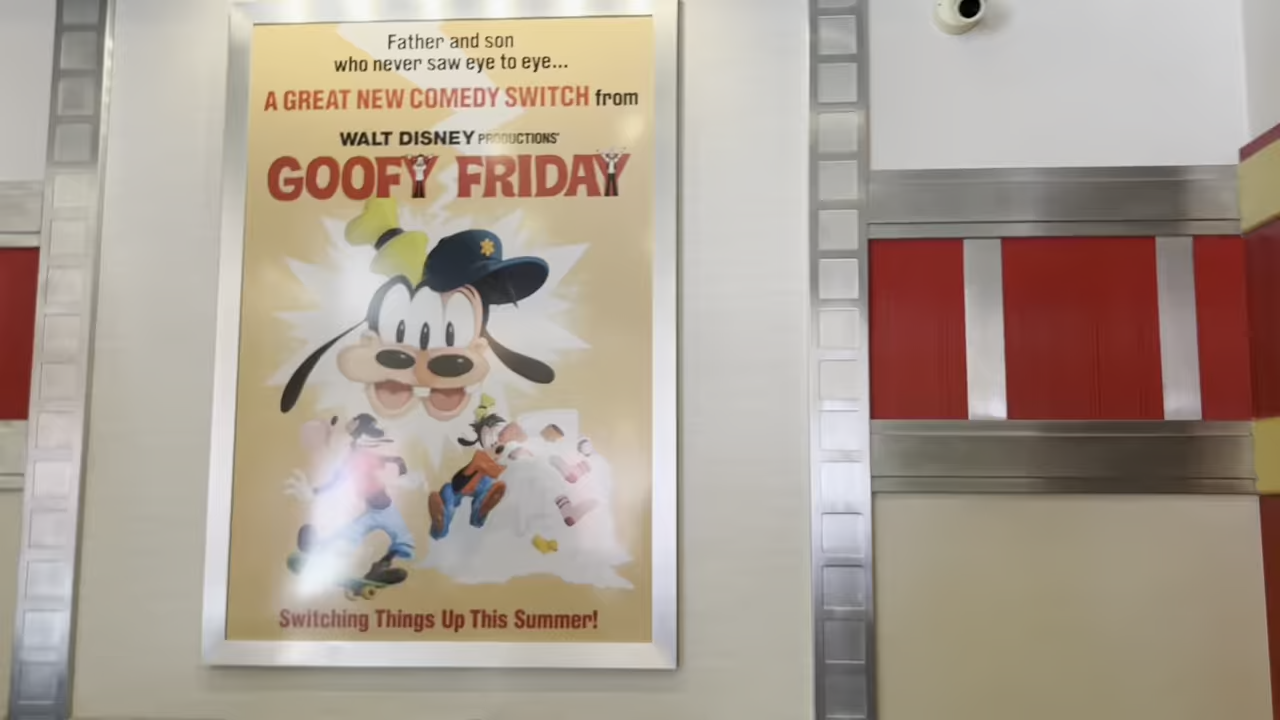 Father and son
who never saw eye to eye...
A GREAT NEW COMEDY SWITCH from
WALT DISNEY PRODUCTIONS'
GOOFY FRIDAY
Switching Things Up This Summer!